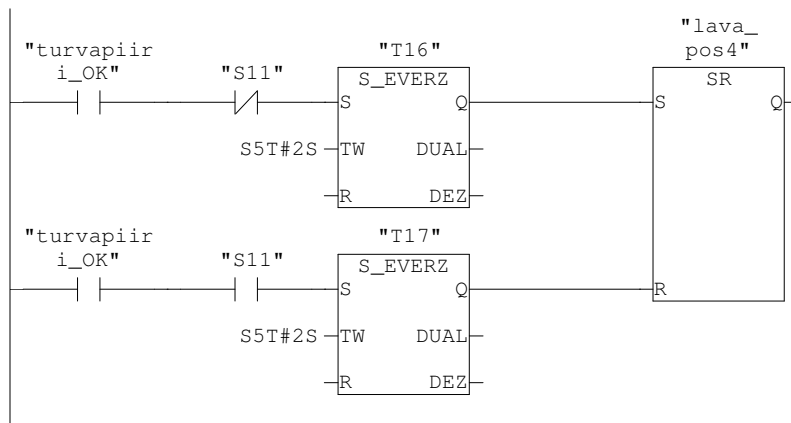 "lava_
pos4"
"turvapiir
i_OK" "S11" "T16"
S_EVERZ SR
S Q S Q
S5T#2S TW DUAL
R DEZ
"turvapiir
i_OK" "S11" "T17"
S_EVERZ
S Q R
S5T#2S TW DUAL
R DEZ